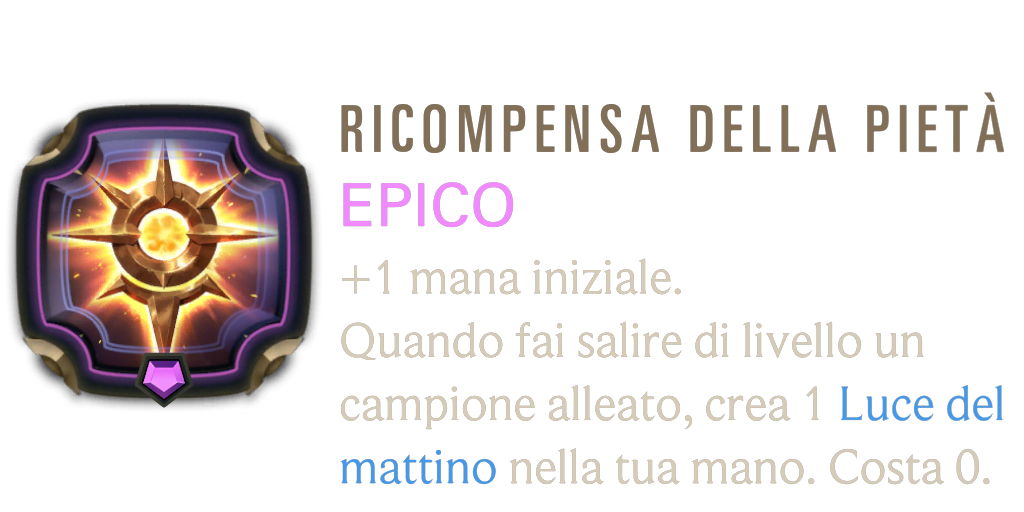 RICOMPENSA DELLA PIETÀ
EPICO
+1 mana iniziale.
Quando fai salire di livello un
campione alleato, crea 1 Luce del
mattino nella tua mano. Costa 0.